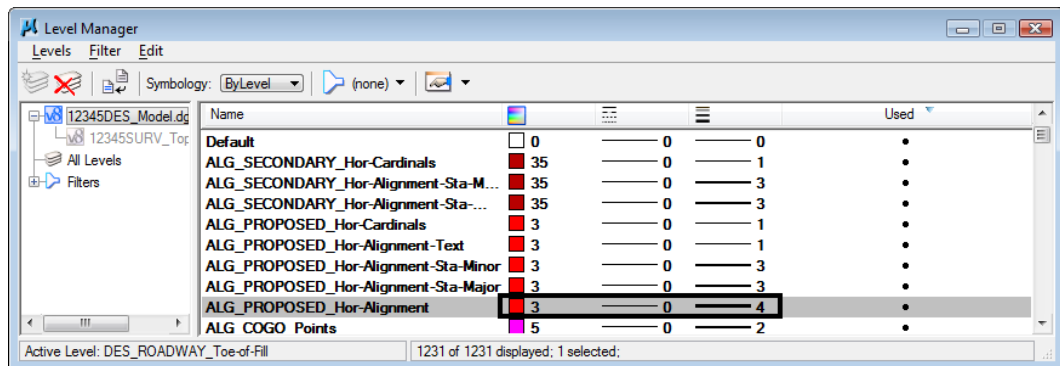 Level Manager
Levels Filter Edit
Symbology: ByLevel (none)
12345DES_Model.dg
12345SURV_Top
All Levels
Filters
Name Used
Default 0 0 0
ALG_SECONDARY_Hor-Cardinals 35 0 1
ALG_SECONDARY_Hor-Alignment-Sta-M... 35 0 3
ALG_SECONDARY_Hor-Alignment-Sta-... 35 0 3
ALG_PROPOSED_Hor-Cardinals 3 0 1
ALG_PROPOSED_Hor-Alignment-Text 3 0 1
ALG_PROPOSED_Hor-Alignment-Sta-Minor 3 0 3
ALG_PROPOSED_Hor-Alignment-Sta-Major 3 0 3
ALG_PROPOSED_Hor-Alignment 3 0 4
ALG_COGO_Points 5 0 2
Active Level: DES_ROADWAY_Toe-of-Fill 1231 of 1231 displayed; 1 selected;